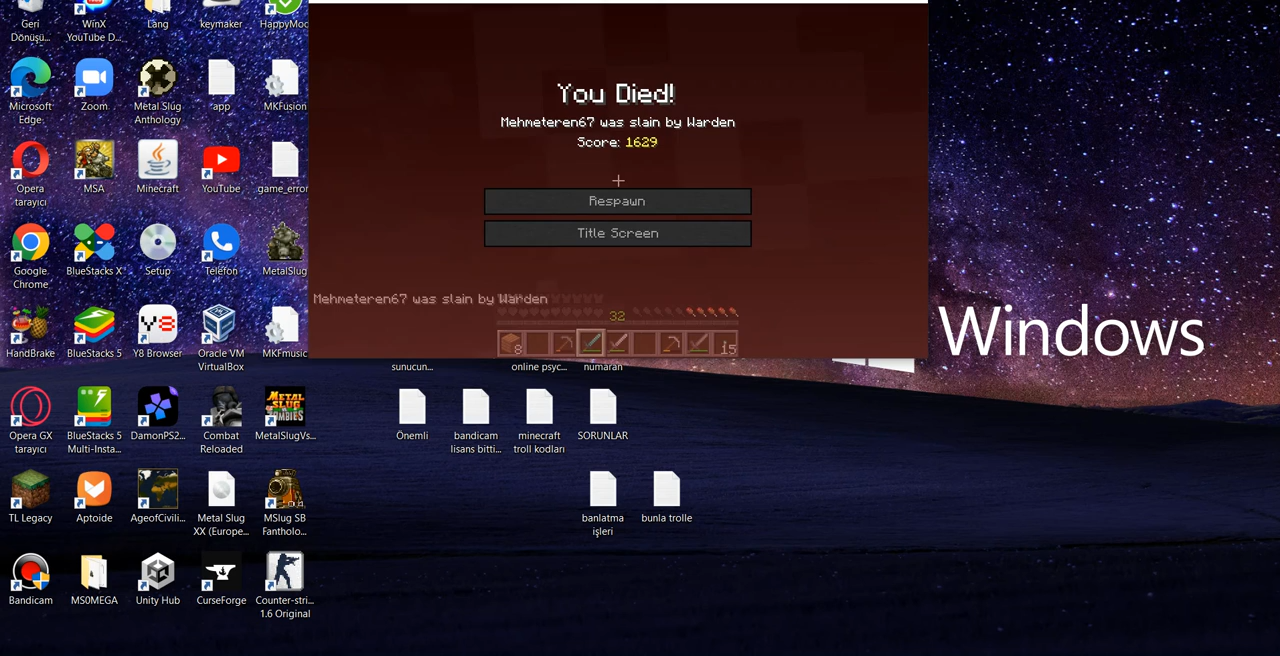 Geri
Dönüşü...
WinX
YouTube D...
Lang
keymaker
HappyMod
Microsoft
Edge
Zoom
Metal Slug
Anthology
app
MKFusion
Opera
tarayıcı
MSA
Minecraft
YouTube
game_error
Google
Chrome
BlueStacks X
Setup
Telefon
MetalSlug
HandBrake
BlueStacks 5
Y8 Browser
Oracle VM
VirtualBox
MKFmusic
Opera GX
tarayıcı
BlueStacks 5
Multi-Insta...
DamonPS2...
Combat
Reloaded
MetalSlugVs...
TL Legacy
Aptoide
AgeofCivili...
Metal Slug
XX (Europe...
MSlug SB
Fantholo...
Bandicam
MS0MEGA
Unity Hub
CurseForge
Counter-stri...
1.6 Original
You Died!
Mehmeteren67 was slain by Warden
Score: 1629
Respawn
Title Screen
Mehmeteren67 was slain by Warden
32
8
15
sunucun...
online psyc...
numaran
Önemli
bandicam
lisans bitti...
minecraft
troll kodları
SORUNLAR
banlatma
işleri
bunla trolle
Windows